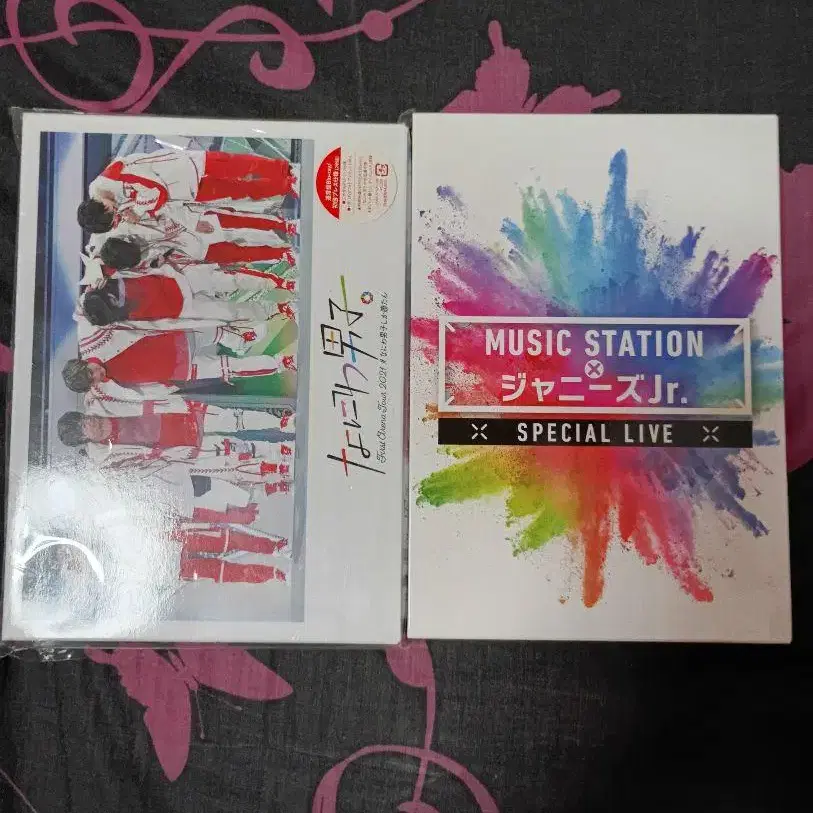 なにわ男子
First Arena Tour 2021 #なにわ男子しか勝たん
MUSIC STATION
×
ジャニーズJr.
SPECIAL LIVE